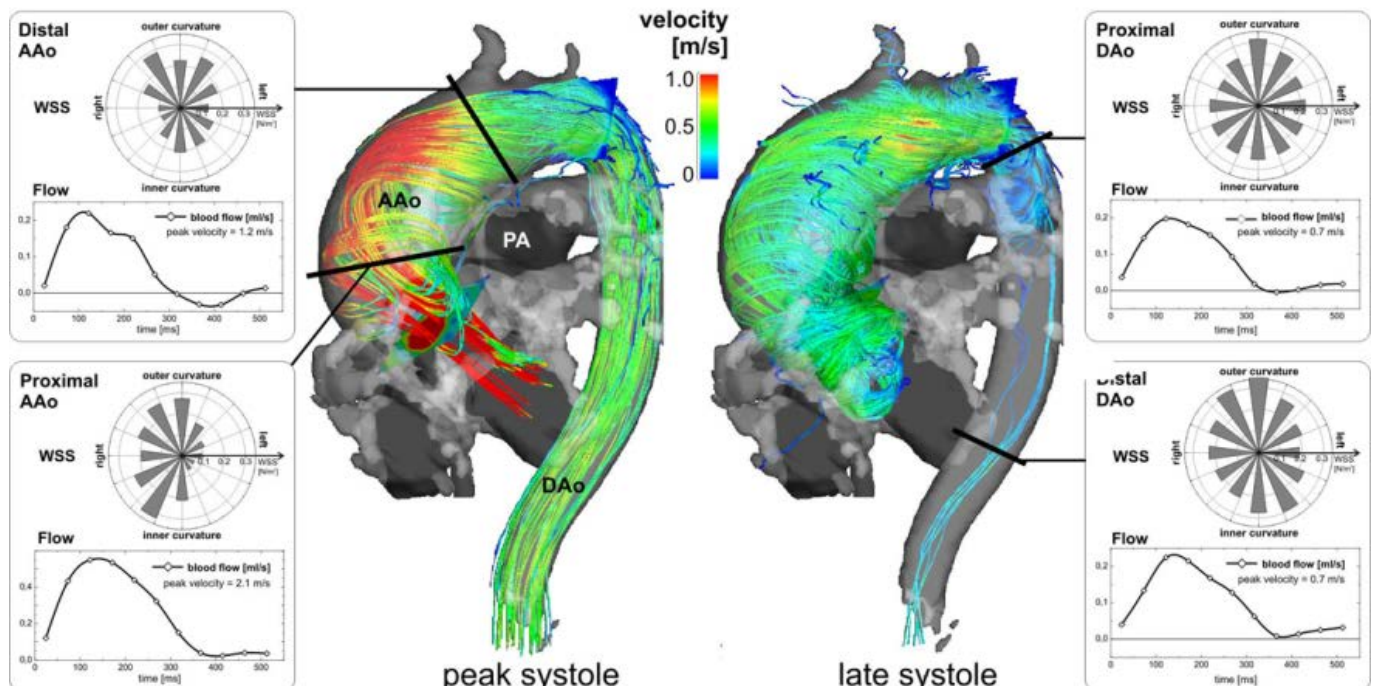 Distal
AAo
outer curvature
WSS
right
left
0.1 0.2 0.3
WSS
[N/m²]
inner curvature
Flow
blood flow [ml/s]
peak velocity = 1.2 m/s
0,2
0,1
0,0
0 100 200 300 400 500
time [ms]
Proximal
AAo
outer curvature
WSS
right
left
0.1 0.2 0.3
WSS
[N/m²]
inner curvature
Flow
blood flow [ml/s]
peak velocity = 2.1 m/s
0,4
0,2
0,0
0 100 200 300 400 500
time [ms]
velocity
[m/s]
1.0
0.5
0
AAo
PA
DAo
peak systole
late systole
Proximal
DAo
outer curvature
WSS
right
left
0.1 0.2 0.3
WSS
[N/m²]
inner curvature
Flow
blood flow [ml/s]
peak velocity = 0.7 m/s
0,2
0,1
0,0
0 100 200 300 400 500
time [ms]
Distal
DAo
outer curvature
WSS
right
left
0.1 0.2 0.3
WSS
[N/m²]
inner curvature
Flow
blood flow [ml/s]
peak velocity = 0.7 m/s
0,2
0,1
0,0
0 100 200 300 400 500
time [ms]